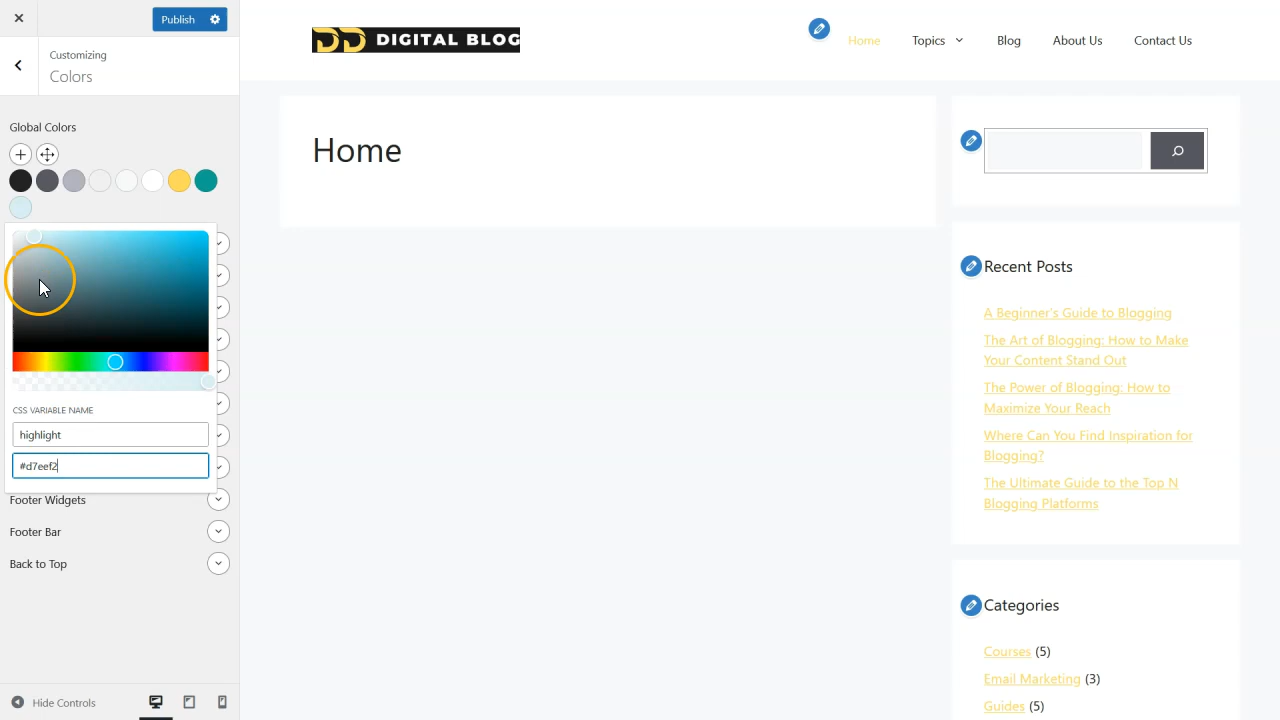 Publish
Customizing
Colors
Global Colors
CSS VARIABLE NAME
highlight
#d7eef2
Footer Widgets
Footer Bar
Back to Top
Hide Controls
DD DIGITAL BLOG
Home
Topics
Blog
About Us
Contact Us
Home
Recent Posts
A Beginner's Guide to Blogging
The Art of Blogging: How to Make
Your Content Stand Out
The Power of Blogging: How to
Maximize Your Reach
Where Can You Find Inspiration for
Blogging?
The Ultimate Guide to the Top N
Blogging Platforms
Categories
Courses (5)
Email Marketing (3)
Guides (5)